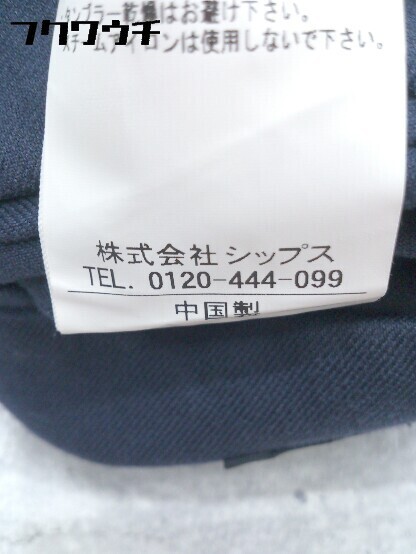 フクワウチ
タンブラー乾燥はお避け下さい。
スチームアイロンは使用しないで下さい。
株式会社 シップス
TEL. 0120-444-099
中国製